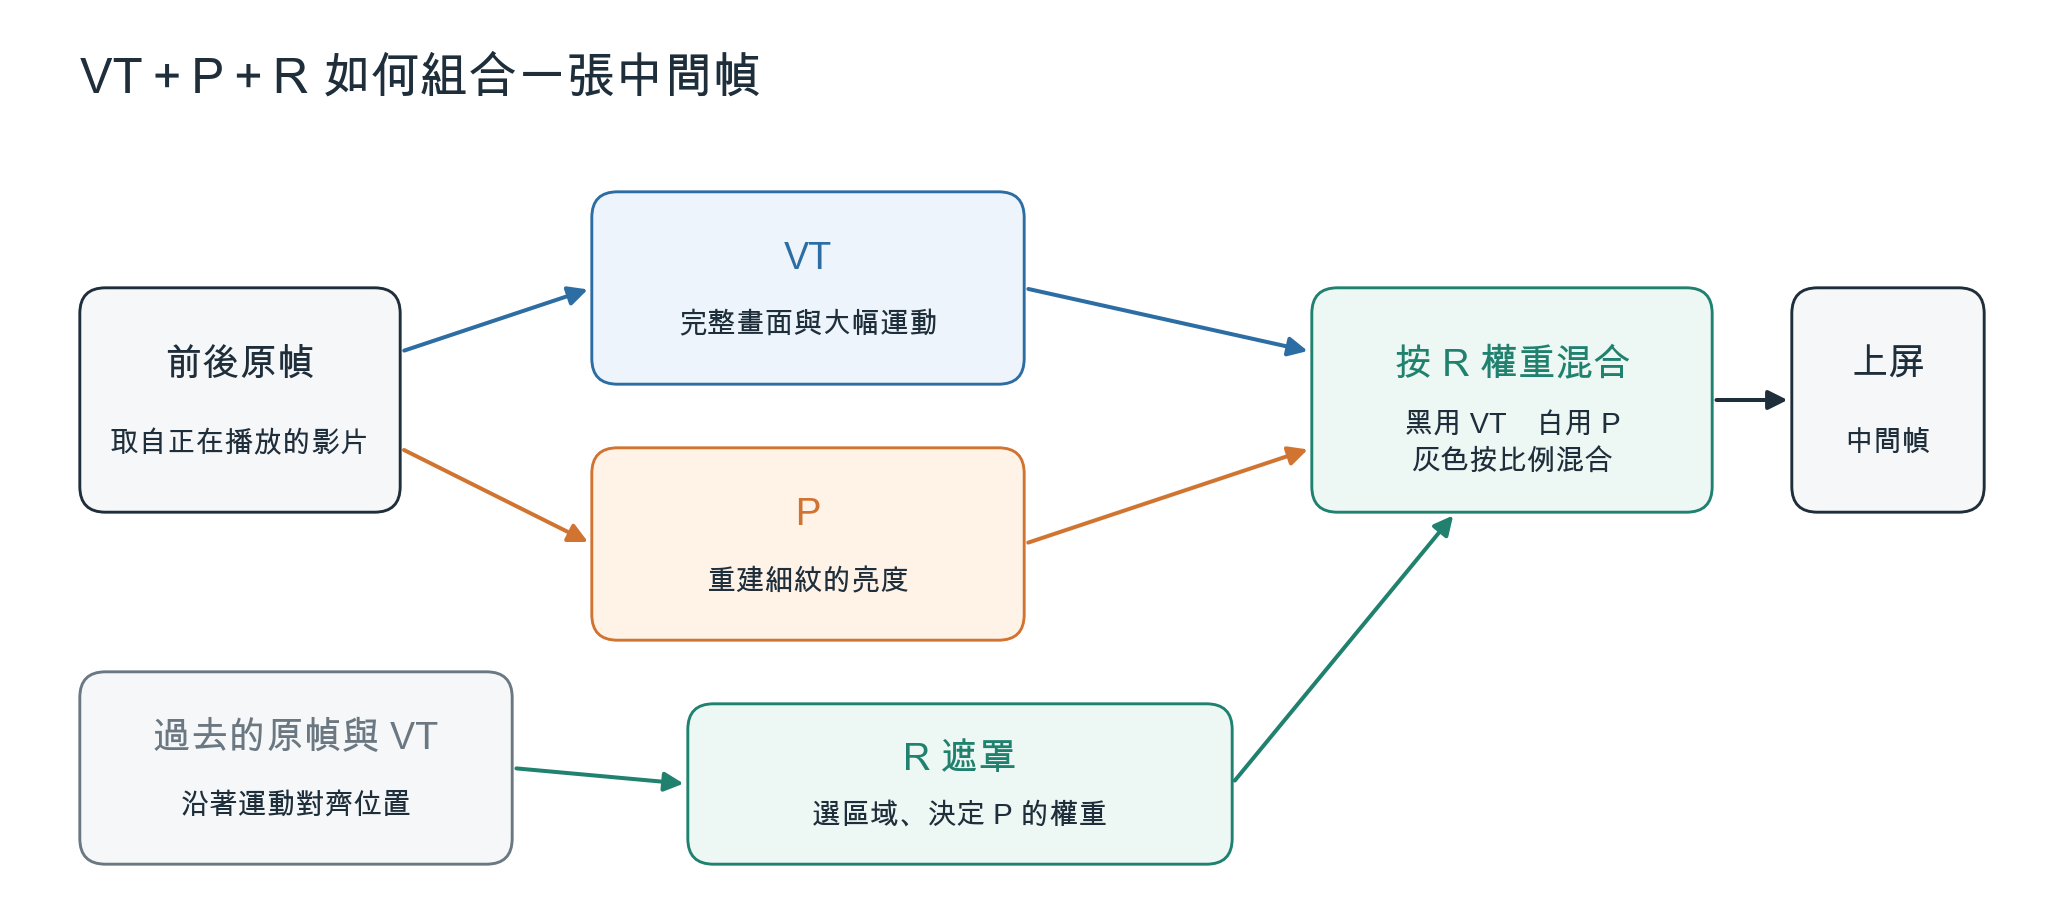 VT + P + R 如何組合一張中間幀
前後原幀
取自正在播放的影片
VT
完整畫面與大幅運動
P
重建細紋的亮度
按 R 權重混合
黑用 VT 白用 P
灰色按比例混合
上屏
中間幀
過去的原幀與 VT
沿著運動對齊位置
R 遮罩
選區域、決定 P 的權重